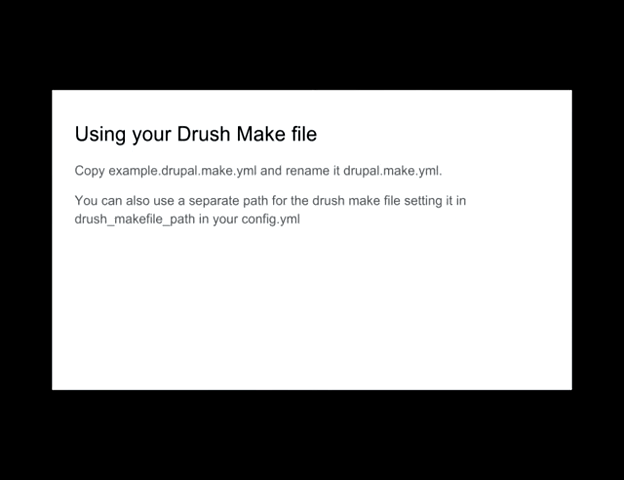 Using your Drush Make file
Copy example.drupal.make.yml and rename it drupal.make.yml.
You can also use a separate path for the drush make file setting it in
drush_makefile_path in your config.yml